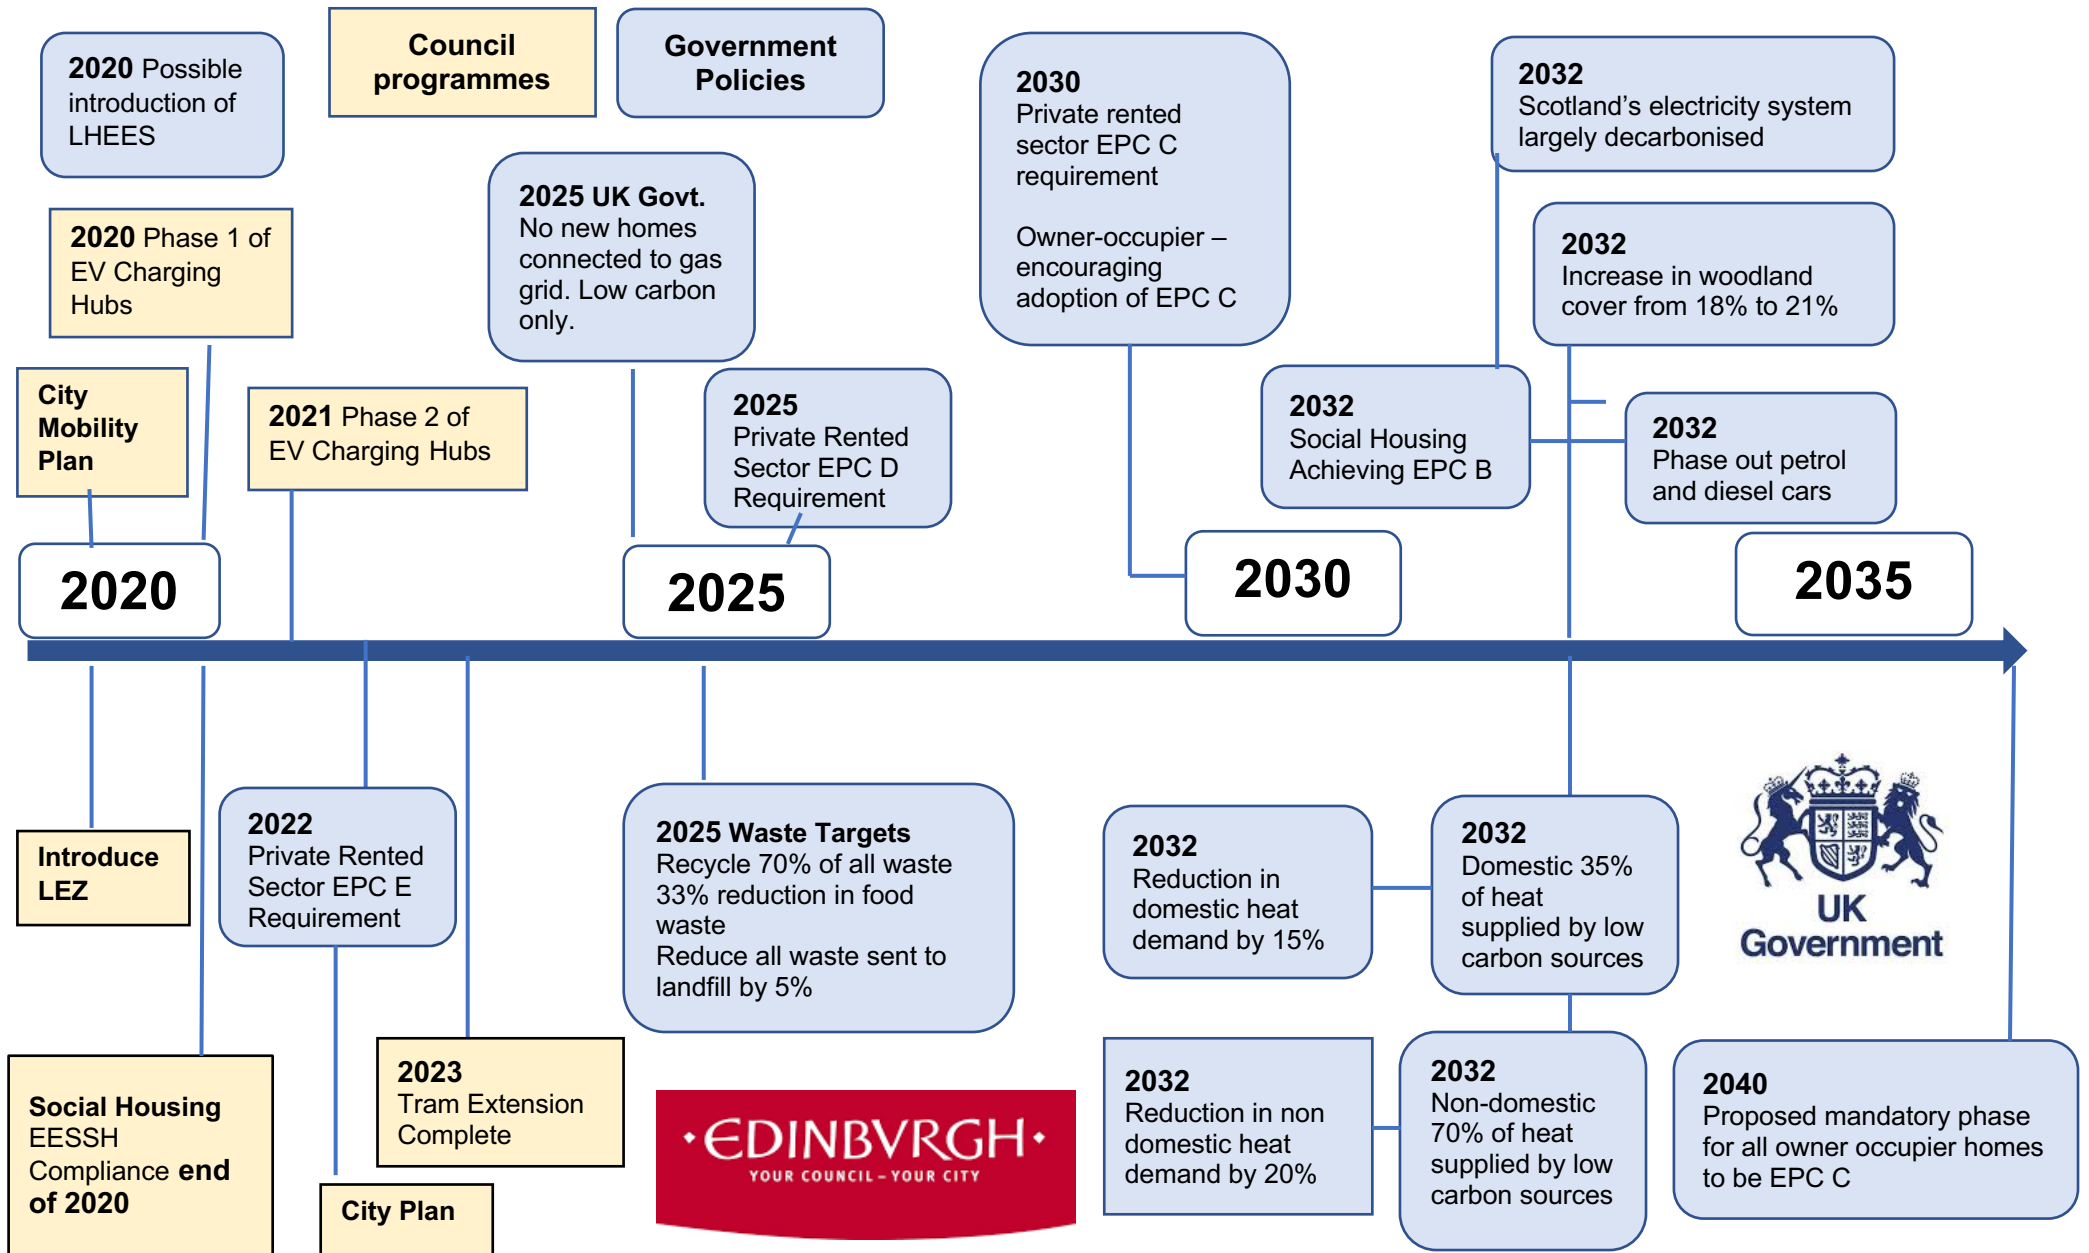 2020 Possible
introduction of
LHEES
Council
programmes
Government
Policies
2030
Private rented
sector EPC C
requirement
Owner-occupier –
encouraging
adoption of EPC C
2032
Scotland’s electricity system
largely decarbonised
2020 Phase 1 of
EV Charging
Hubs
2025 UK Govt.
No new homes
connected to gas
grid. Low carbon
only.
2032
Increase in woodland
cover from 18% to 21%
City
Mobility
Plan
2021 Phase 2 of
EV Charging Hubs
2025
Private Rented
Sector EPC D
Requirement
2032
Social Housing
Achieving EPC B
2032
Phase out petrol
and diesel cars
2020
2025
2030
2035
Introduce
LEZ
2022
Private Rented
Sector EPC E
Requirement
2025 Waste Targets
Recycle 70% of all waste
33% reduction in food
waste
Reduce all waste sent to
landfill by 5%
2032
Reduction in
domestic heat
demand by 15%
2032
Domestic 35%
of heat
supplied by low
carbon sources
UK
Government
Social Housing
EESSH
Compliance end
of 2020
2023
Tram Extension
Complete
City Plan
·EDINBVRGH·
YOUR COUNCIL – YOUR CITY
2032
Reduction in non
domestic heat
demand by 20%
2032
Non-domestic
70% of heat
supplied by low
carbon sources
2040
Proposed mandatory phase
for all owner occupier homes
to be EPC C